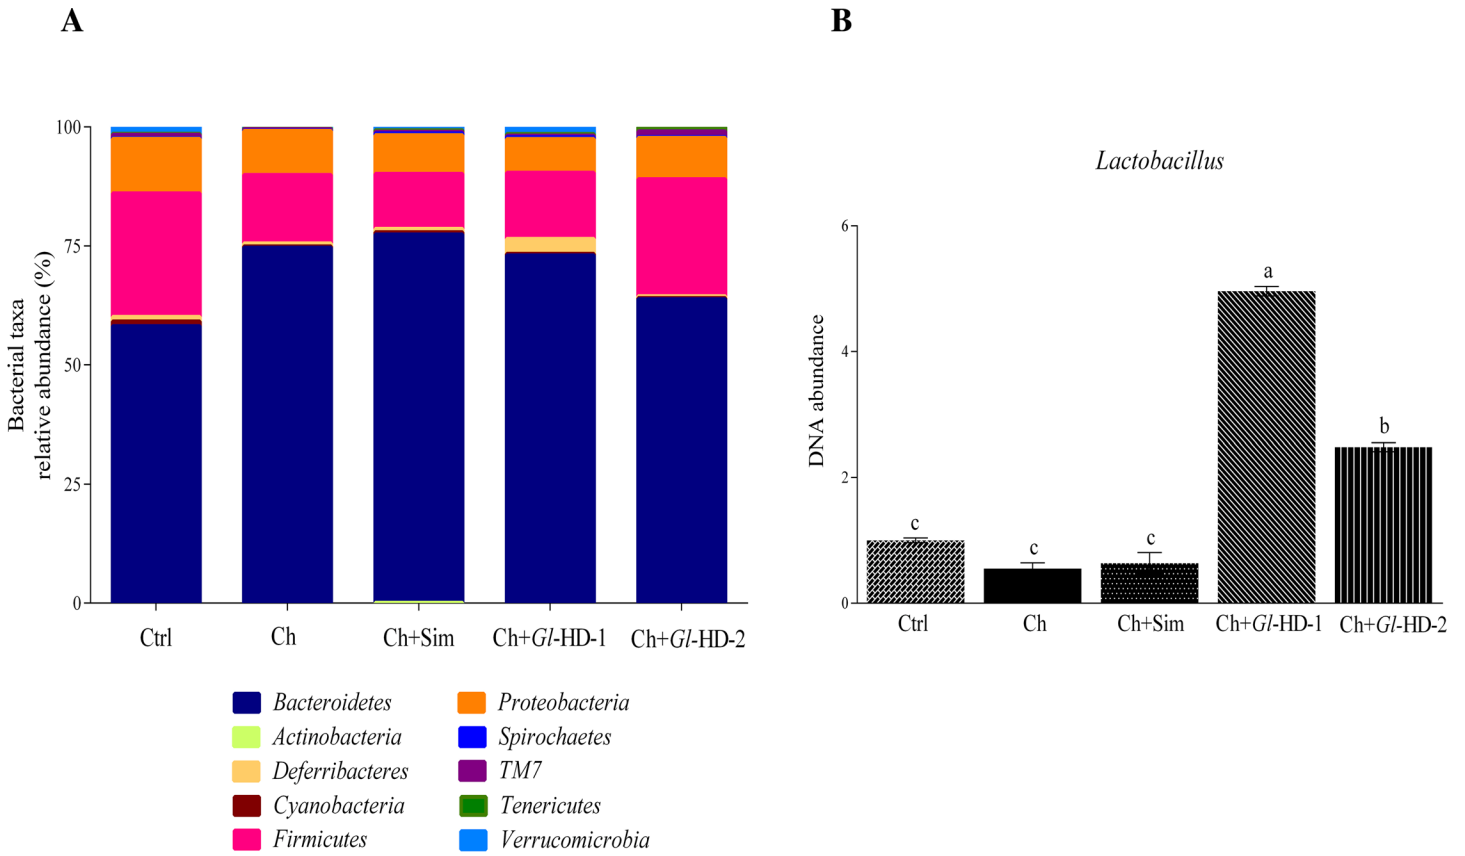 A
B
100
75
50
25
0
Bacterial taxa
relative abundance (%)
Ctrl
Ch
Ch+Sim
Ch+Gl-HD-1
Ch+Gl-HD-2
Bacteroidetes
Actinobacteria
Deferribacteres
Cyanobacteria
Firmicutes
Proteobacteria
Spirochaetes
TM7
Tenericutes
Verrucomicrobia
Lactobacillus
6
4
2
0
DNA abundance
c
c
c
a
b
Ctrl
Ch
Ch+Sim
Ch+Gl-HD-1
Ch+Gl-HD-2